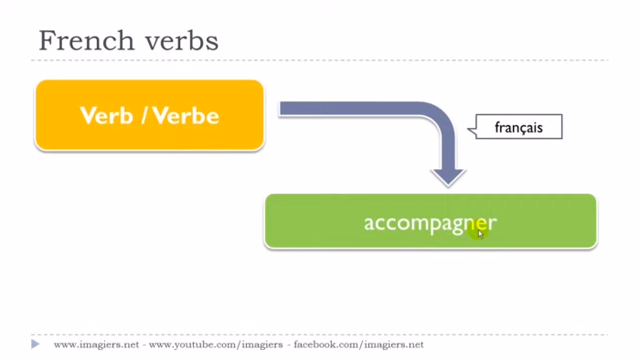 French verbs
Verb / Verbe
français
accompagner
www.imagiers.net - www.youtube.com/imagiers - facebook.com/imagiers.net